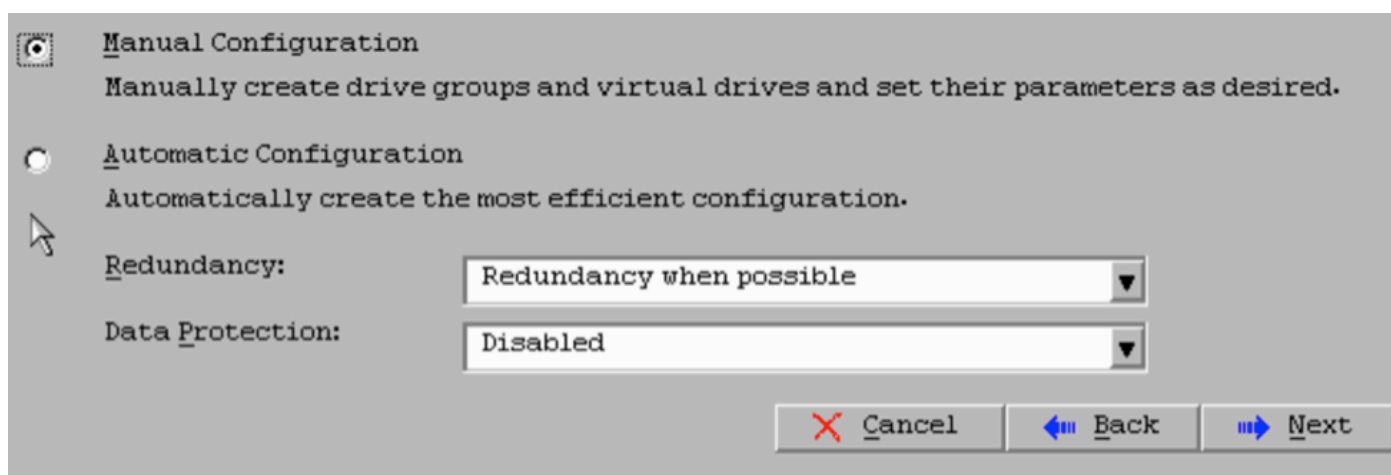 Manual Configuration
Manually create drive groups and virtual drives and set their parameters as desired.
Automatic Configuration
Automatically create the most efficient configuration.
Redundancy: Redundancy when possible
Data Protection: Disabled
Cancel Back Next